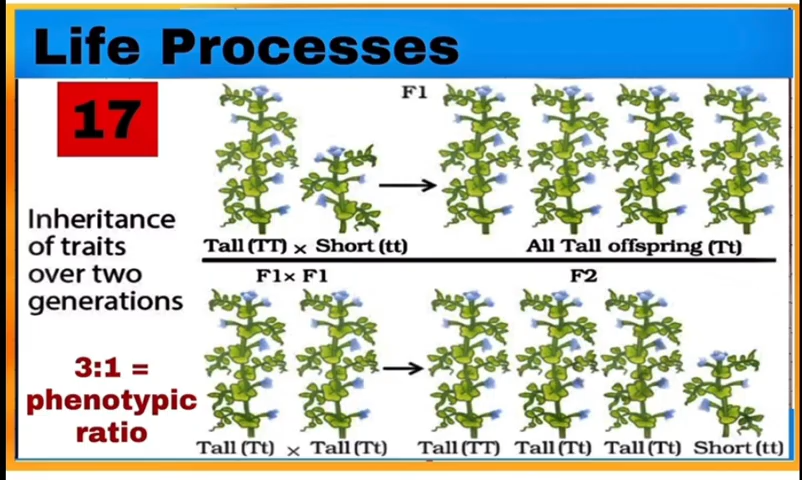 Life Processes
17
F1
Tall (TT) × Short (tt)
All Tall offspring (Tt)
Inheritance
of traits
over two
generations
3:1 =
phenotypic
ratio
F1× F1
F2
Tall (Tt) × Tall (Tt)
Tall (TT) Tall (Tt) Tall (Tt) Short (tt)